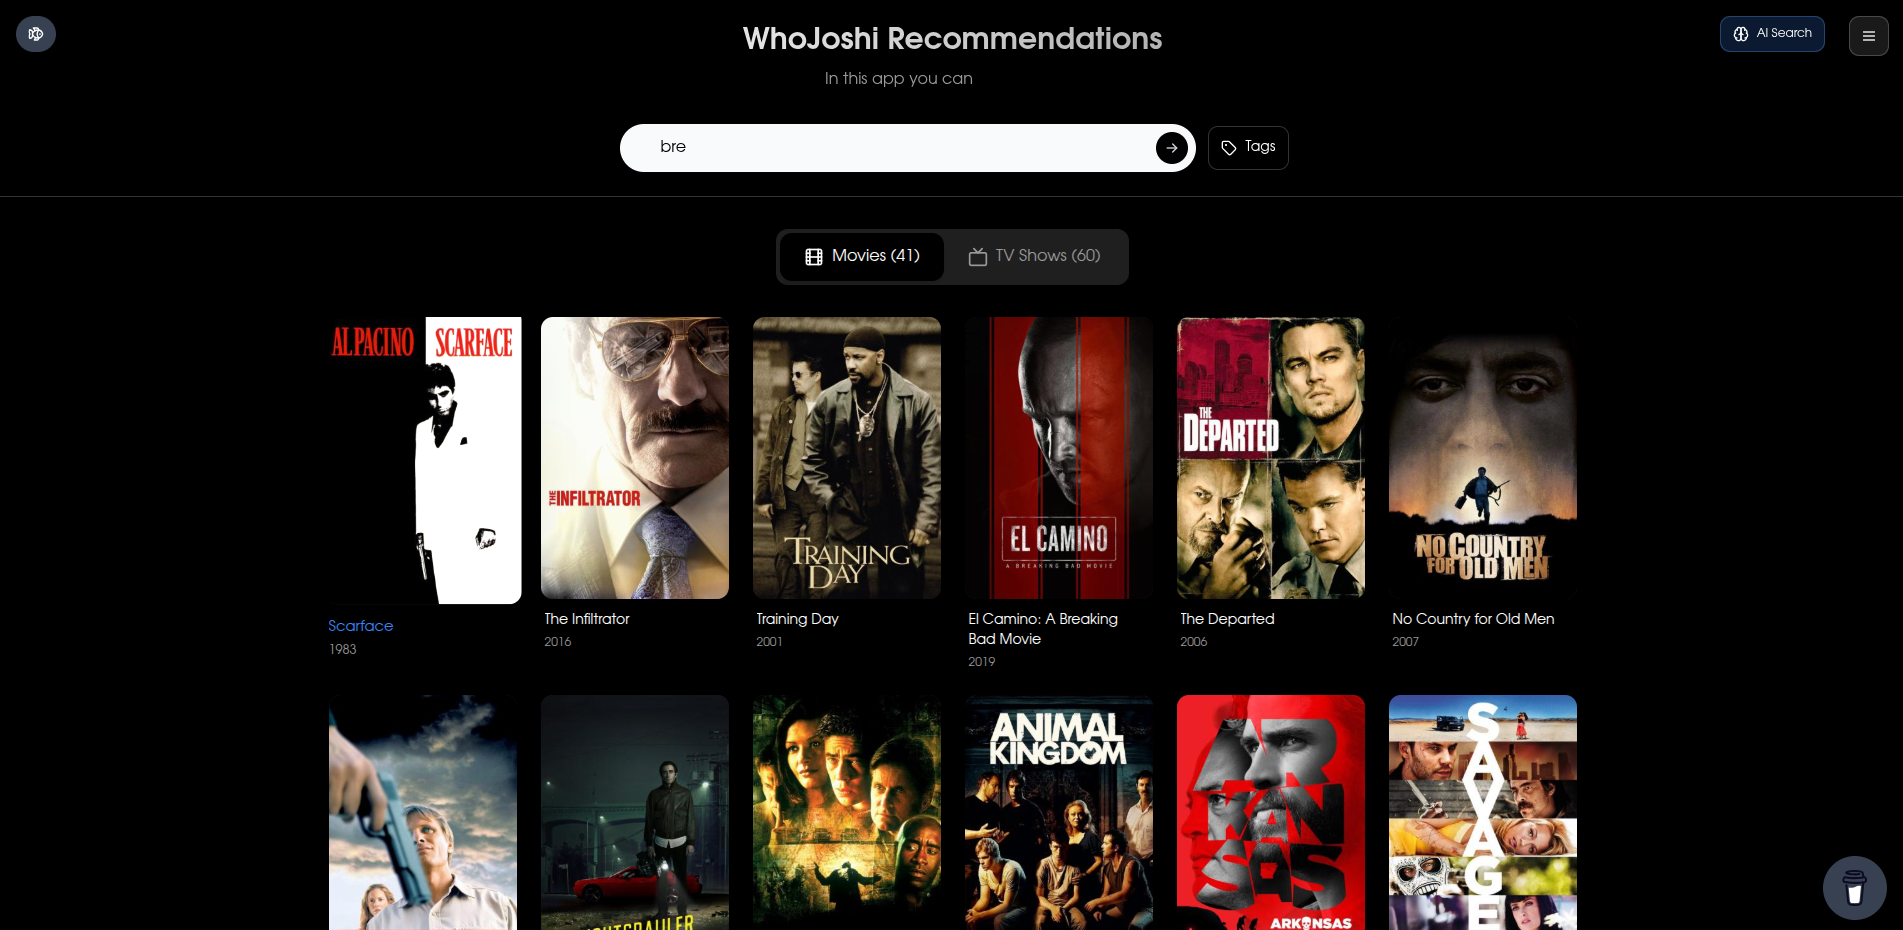 WhoJoshi Recommendations
AI Search
In this app you can
bre
Tags
Movies (41)
TV Shows (60)
AL PACINO SCARFACE
THE INFILTRATOR
TRAINING
DAY
EL CAMINO
A BREAKING BAD MOVIE
THE
DEPARTED
NO COUNTRY
FOR OLD MEN
Scarface
1983
The Infiltrator
2016
Training Day
2001
El Camino: A Breaking
Bad Movie
2019
The Departed
2006
No Country for Old Men
2007
ANIMAL
KINGDOM
ARKANSAS
ARKANSAS
SAVAGE